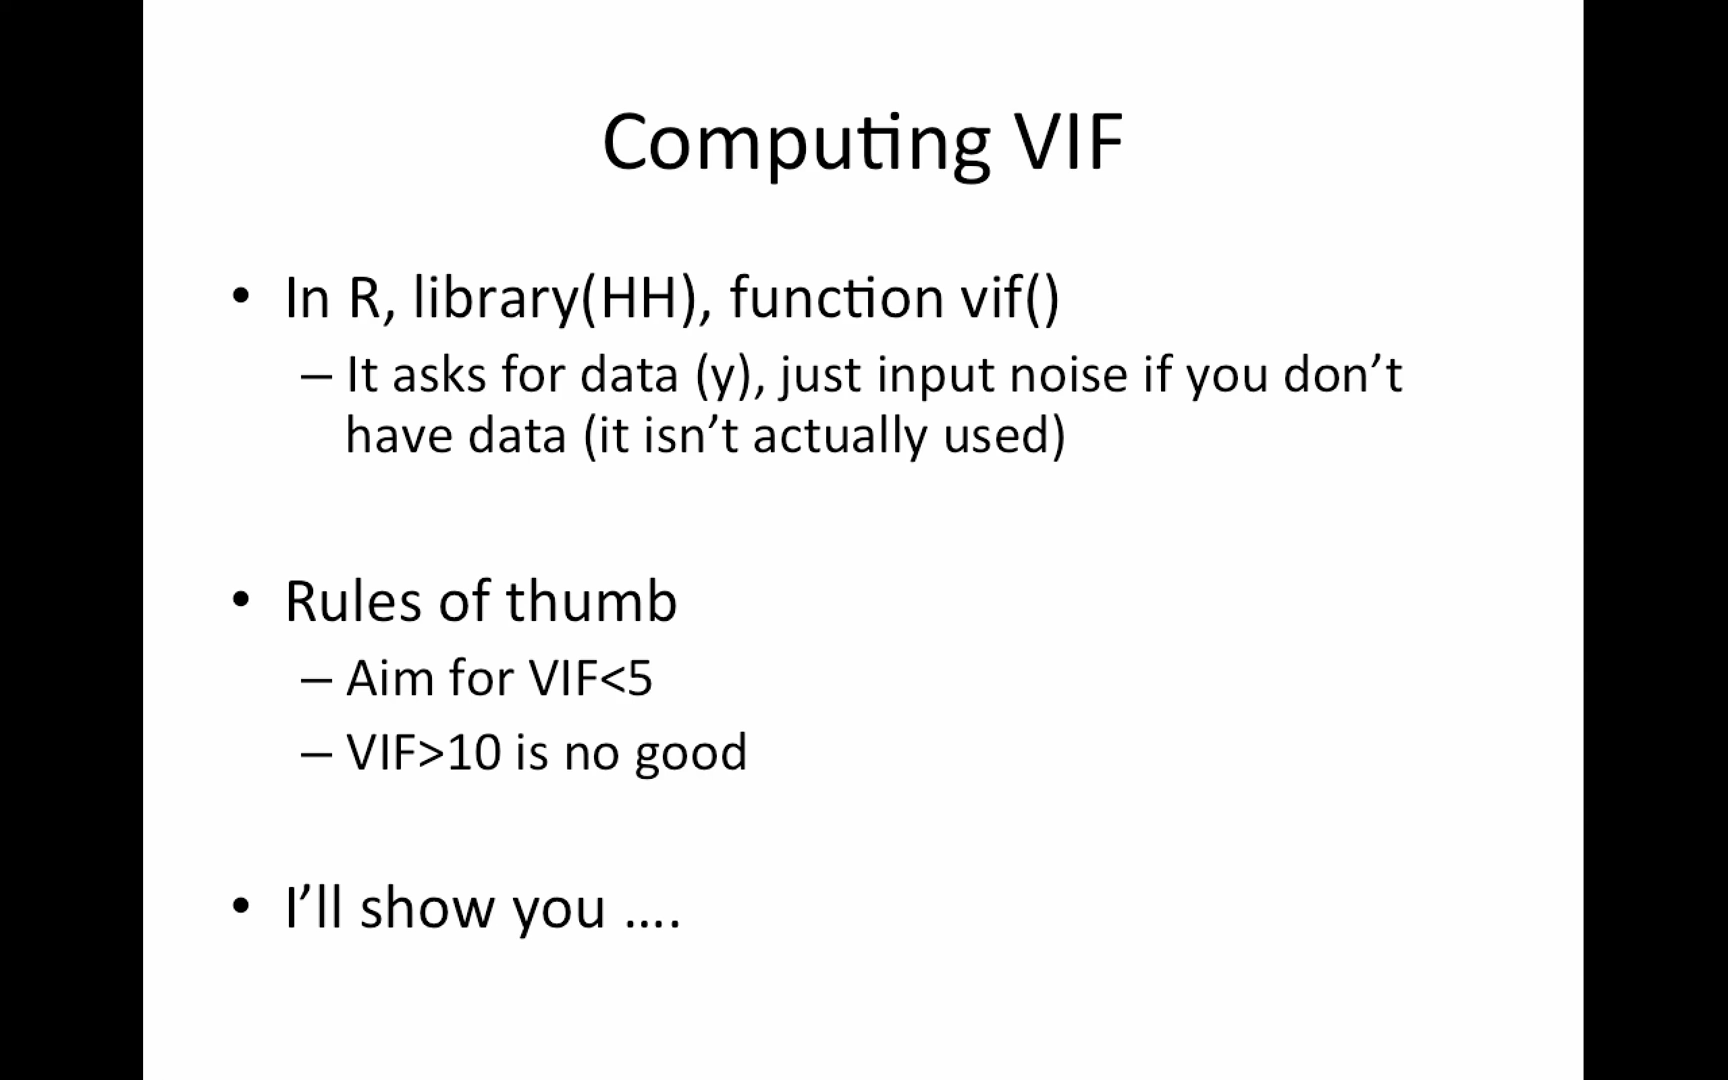 Computing VIF
• In R, library(HH), function vif()
– It asks for data (y), just input noise if you don’t
have data (it isn’t actually used)
• Rules of thumb
– Aim for VIF<5
– VIF>10 is no good
• I’ll show you ….